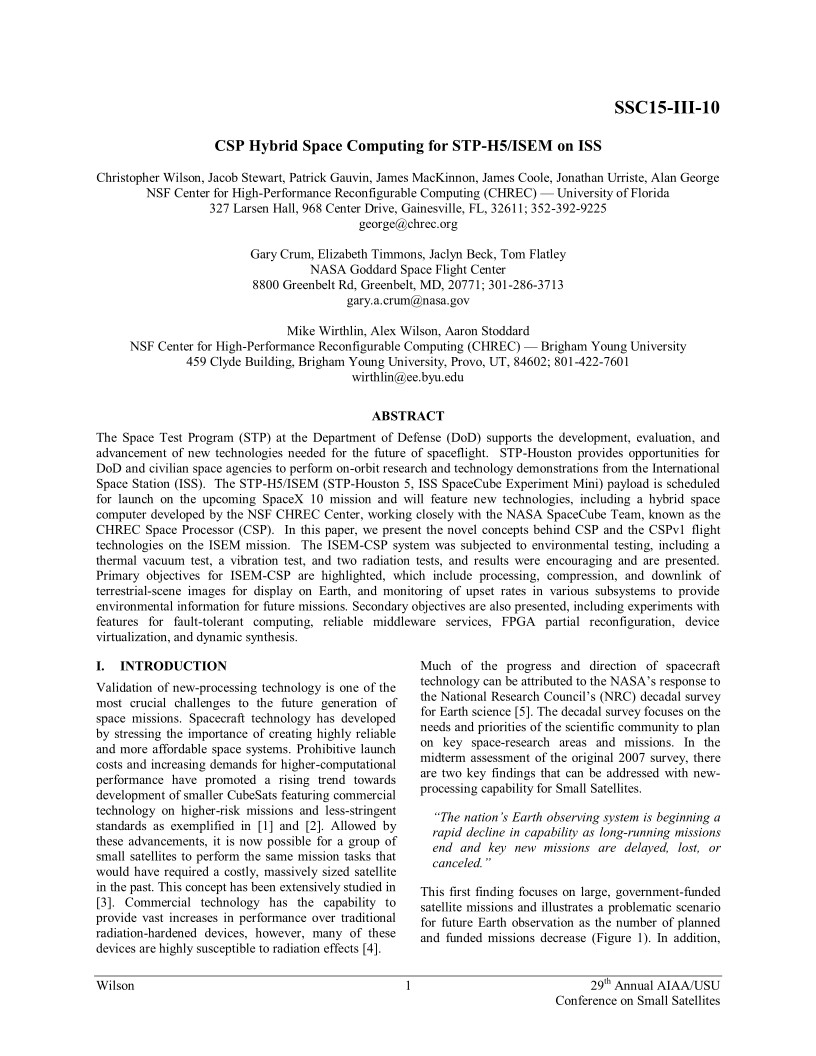 SSC15-III-10
CSP Hybrid Space Computing for STP-H5/ISEM on ISS
Christopher Wilson, Jacob Stewart, Patrick Gauvin, James MacKinnon, James Coole, Jonathan Urriste, Alan George
NSF Center for High-Performance Reconfigurable Computing (CHREC) — University of Florida
327 Larsen Hall, 968 Center Drive, Gainesville, FL, 32611; 352-392-9225
george@chrec.org
Gary Crum, Elizabeth Timmons, Jaclyn Beck, Tom Flatley
NASA Goddard Space Flight Center
8800 Greenbelt Rd, Greenbelt, MD, 20771; 301-286-3713
gary.a.crum@nasa.gov
Mike Wirthlin, Alex Wilson, Aaron Stoddard
NSF Center for High-Performance Reconfigurable Computing (CHREC) — Brigham Young University
459 Clyde Building, Brigham Young University, Provo, UT, 84602; 801-422-7601
wirthlin@ee.byu.edu
ABSTRACT
The Space Test Program (STP) at the Department of Defense (DoD) supports the development, evaluation, and
advancement of new technologies needed for the future of spaceflight. STP-Houston provides opportunities for
DoD and civilian space agencies to perform on-orbit research and technology demonstrations from the International
Space Station (ISS). The STP-H5/ISEM (STP-Houston 5, ISS SpaceCube Experiment Mini) payload is scheduled
for launch on the upcoming SpaceX 10 mission and will feature new technologies, including a hybrid space
computer developed by the NSF CHREC Center, working closely with the NASA SpaceCube Team, known as the
CHREC Space Processor (CSP). In this paper, we present the novel concepts behind CSP and the CSPv1 flight
technologies on the ISEM mission. The ISEM-CSP system was subjected to environmental testing, including a
thermal vacuum test, a vibration test, and two radiation tests, and results were encouraging and are presented.
Primary objectives for ISEM-CSP are highlighted, which include processing, compression, and downlink of
terrestrial-scene images for display on Earth, and monitoring of upset rates in various subsystems to provide
environmental information for future missions. Secondary objectives are also presented, including experiments with
features for fault-tolerant computing, reliable middleware services, FPGA partial reconfiguration, device
virtualization, and dynamic synthesis.
I. INTRODUCTION
Validation of new-processing technology is one of the
most crucial challenges to the future generation of
space missions. Spacecraft technology has developed
by stressing the importance of creating highly reliable
and more affordable space systems. Prohibitive launch
costs and increasing demands for higher-computational
performance have promoted a rising trend towards
development of smaller CubeSats featuring commercial
technology on higher-risk missions and less-stringent
standards as exemplified in [1] and [2]. Allowed by
these advancements, it is now possible for a group of
small satellites to perform the same mission tasks that
would have required a costly, massively sized satellite
in the past. This concept has been extensively studied in
[3]. Commercial technology has the capability to
provide vast increases in performance over traditional
radiation-hardened devices, however, many of these
devices are highly susceptible to radiation effects [4].
Much of the progress and direction of spacecraft
technology can be attributed to the NASA's response to
the National Research Council's (NRC) decadal survey
for Earth science [5]. The decadal survey focuses on the
needs and priorities of the scientific community to plan
on key space-research areas and missions. In the
midterm assessment of the original 2007 survey, there
are two key findings that can be addressed with new-
processing capability for Small Satellites.
"The nation's Earth observing system is beginning a
rapid decline in capability as long-running missions
end and key new missions are delayed, lost, or
canceled."
This first finding focuses on large, government-funded
satellite missions and illustrates a problematic scenario
for future Earth observation as the number of planned
and funded missions decrease (Figure 1). In addition,
Wilson 1 29th Annual AIAA/USU
Conference on Small Satellites